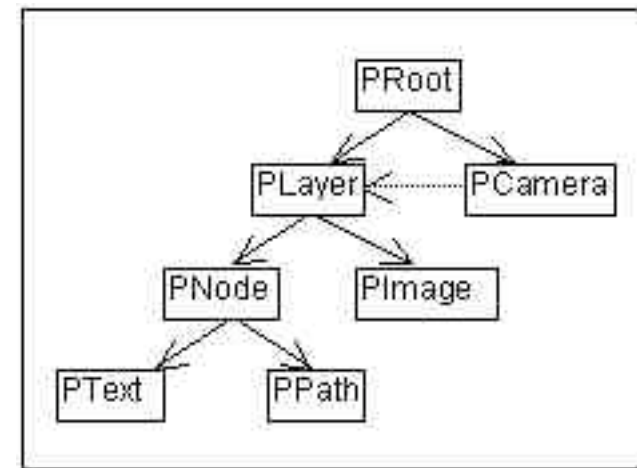 PRoot
PLayer
PCamera
PNode
PImage
PText
PPath